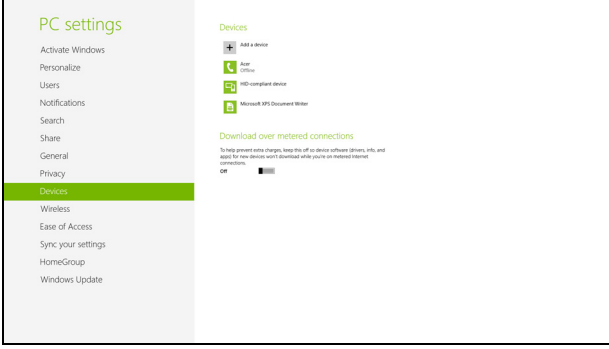 PC settings
Activate Windows
Personalize
Users
Notifications
Search
Share
General
Privacy
Devices
Wireless
Ease of Access
Sync your settings
HomeGroup
Windows Update
Devices
Add a device
Acer
Offline
HID-compliant device
Microsoft XPS Document Writer
Download over metered connections
To help prevent extra charges, keep this off so device software (drivers, info, and
apps) for new devices won't download while you're on metered Internet
connections.
Off